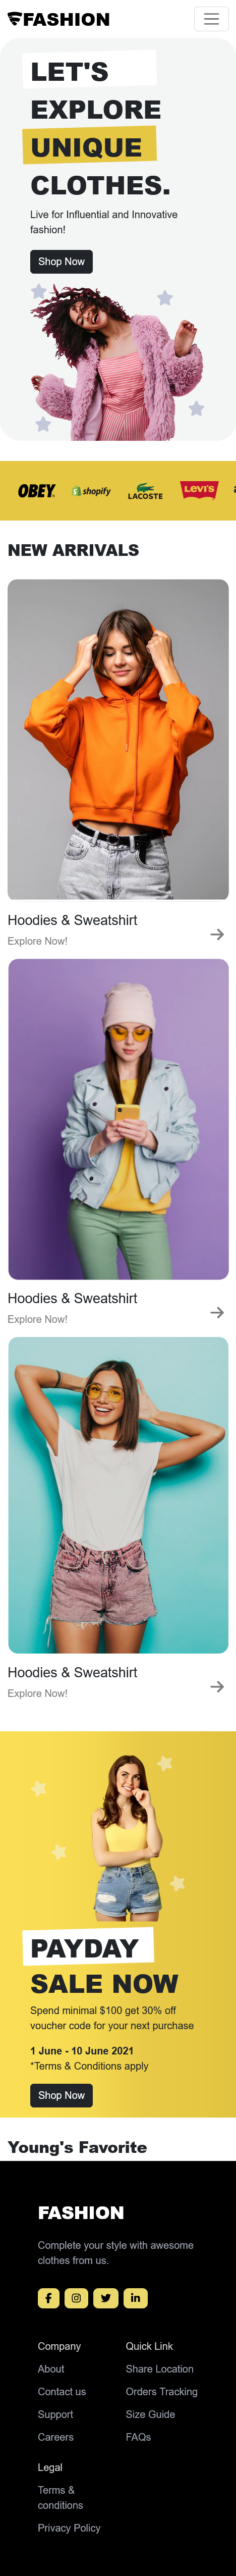 FASHION
LET'S
EXPLORE
UNIQUE
CLOTHES.
Live for Influential and Innovative
fashion!
Shop Now
OBEY shopify LACOSTE LEVI'S
NEW ARRIVALS
Hoodies & Sweatshirt
Explore Now!
Hoodies & Sweatshirt
Explore Now!
Hoodies & Sweatshirt
Explore Now!
PAYDAY
SALE NOW
Spend minimal $100 get 30% off
voucher code for your next purchase
1 June - 10 June 2021
*Terms & Conditions apply
Shop Now
Young's Favorite
FASHION
Complete your style with awesome
clothes from us.
Company
About
Contact us
Support
Careers
Quick Link
Share Location
Orders Tracking
Size Guide
FAQs
Legal
Terms &
conditions
Privacy Policy